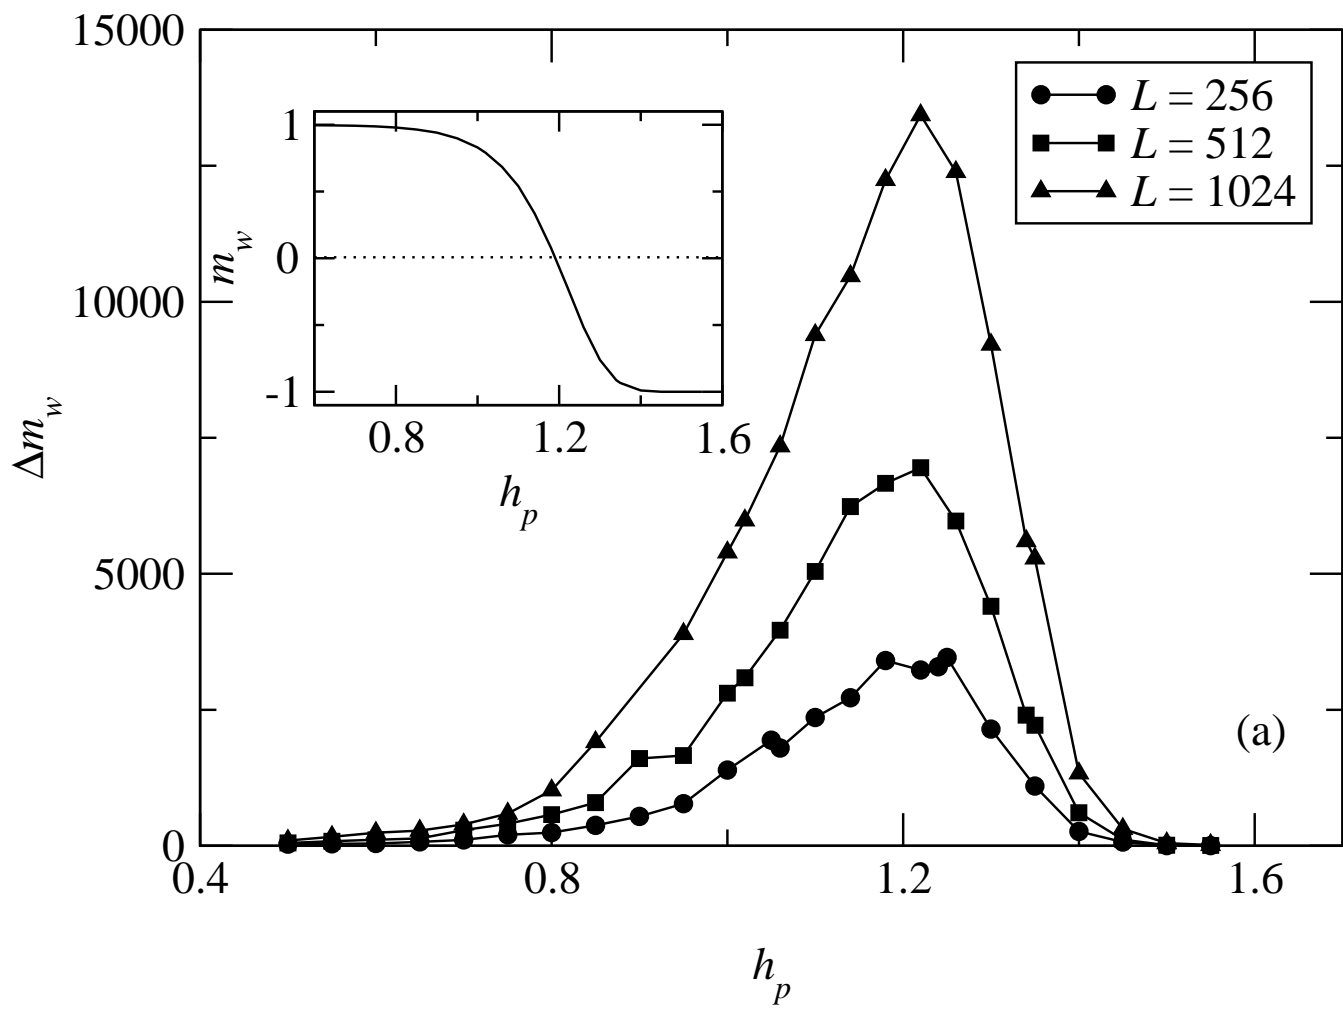 15000
10000
5000
0
Δm_w
0.4 0.8 1.2 1.6
h_p
L = 256
L = 512
L = 1024
(a)
1
0
-1
m_w
0.8 1.2 1.6
h_p